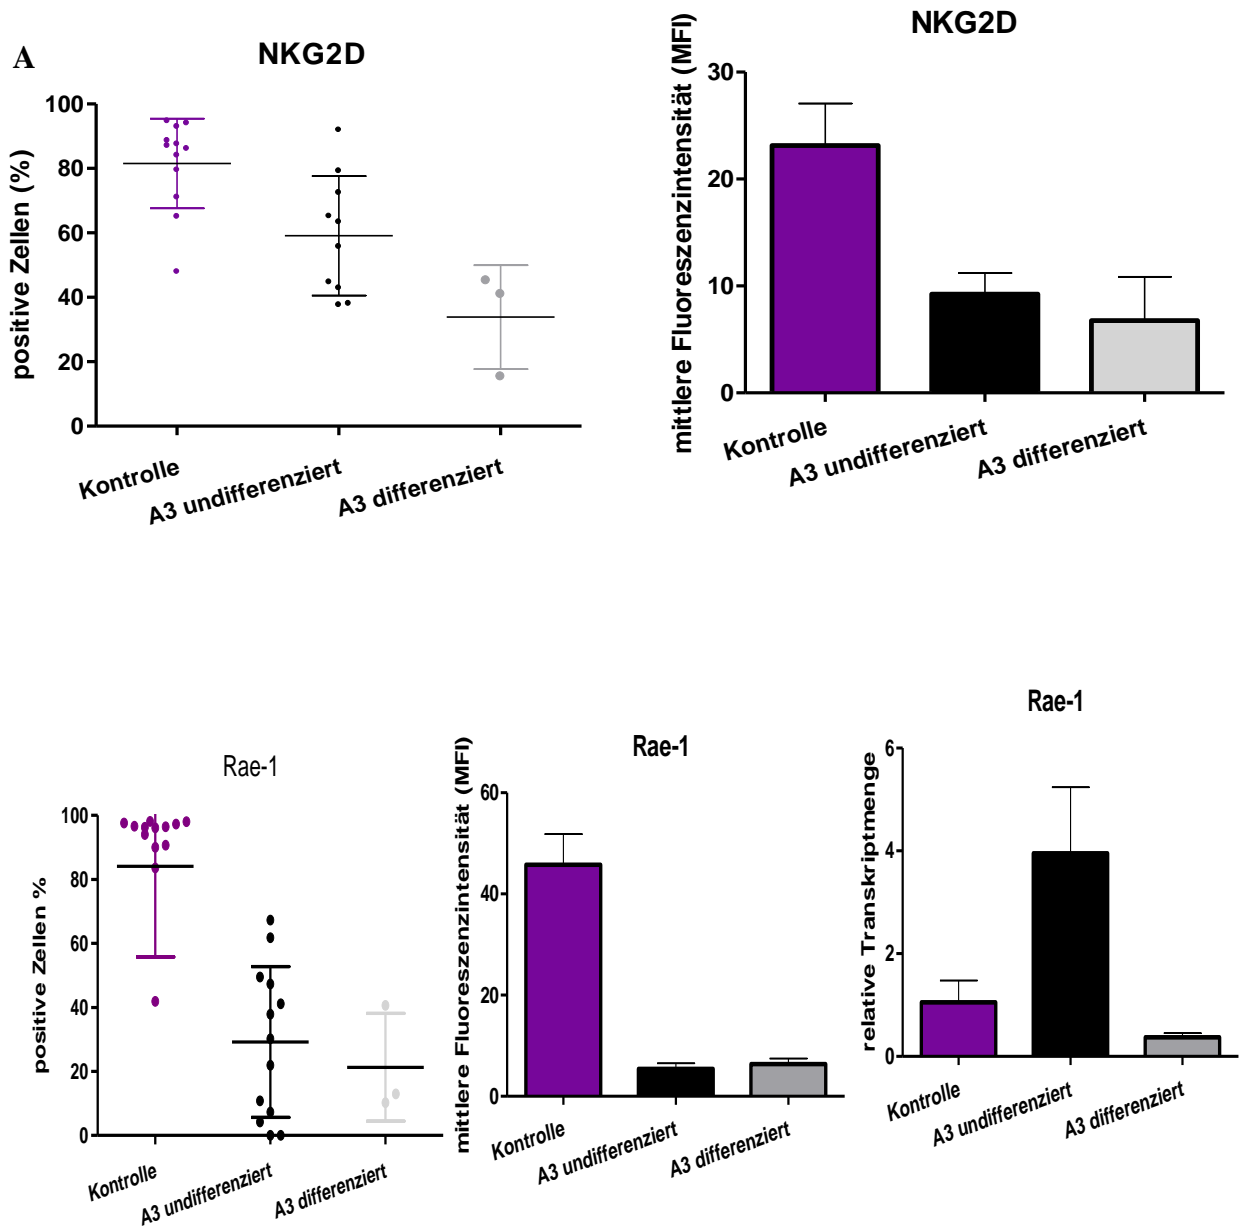 A
NKG2D
positive Zellen (%)
100
80
60
40
20
0
Kontrolle
A3 undifferenziert
A3 differenziert
NKG2D
mittlere Fluoreszenzintensität (MFI)
30
20
10
0
Kontrolle
A3 undifferenziert
A3 differenziert
Rae-1
positive Zellen %
100
80
60
40
20
0
Kontrolle
A3 undifferenziert
A3 differenziert
Rae-1
mittlere Fluoreszenzintensität (MFI)
60
40
20
0
Kontrolle
A3 undifferenziert
A3 differenziert
Rae-1
relative Transkriptmenge
6
4
2
0
Kontrolle
A3 undifferenziert
A3 differenziert